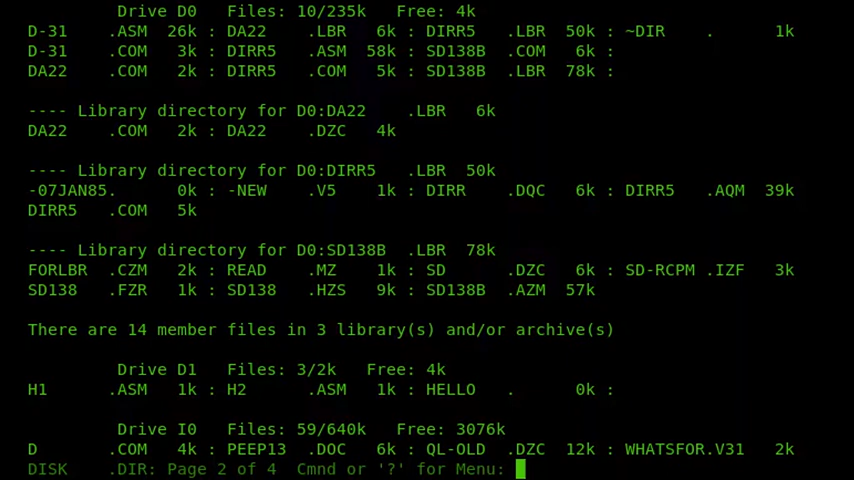 Drive D0   Files: 10/235k   Free: 4k
D-31    .ASM  26k : DA22    .LBR   6k : DIRR5   .LBR  50k : ~DIR    .      1k
D-31    .COM   3k : DIRR5   .ASM  58k : SD138B  .COM   6k :
DA22    .COM   2k : DIRR5   .COM   5k : SD138B  .LBR  78k :
---- Library directory for D0:DA22    .LBR   6k
DA22    .COM   2k : DA22    .DZC   4k
---- Library directory for D0:DIRR5   .LBR  50k
-07JAN85.      0k : -NEW    .V5    1k : DIRR    .DQC   6k : DIRR5   .AQM  39k
DIRR5   .COM   5k
---- Library directory for D0:SD138B  .LBR  78k
FORLBR  .CZM   2k : READ    .MZ    1k : SD      .DZC   6k : SD-RCPM .IZF   3k
SD138   .FZR   1k : SD138   .HZS   9k : SD138B  .AZM  57k
There are 14 member files in 3 library(s) and/or archive(s)
         Drive D1   Files: 3/2k   Free: 4k
H1      .ASM   1k : H2      .ASM   1k : HELLO   .      0k :
         Drive I0   Files: 59/640k   Free: 3076k
D       .COM   4k : PEEP13  .DOC   6k : QL-OLD  .DZC  12k : WHATSFOR.V31   2k
DISK    .DIR: Page 2 of 4  Cmnd or '?' for Menu: